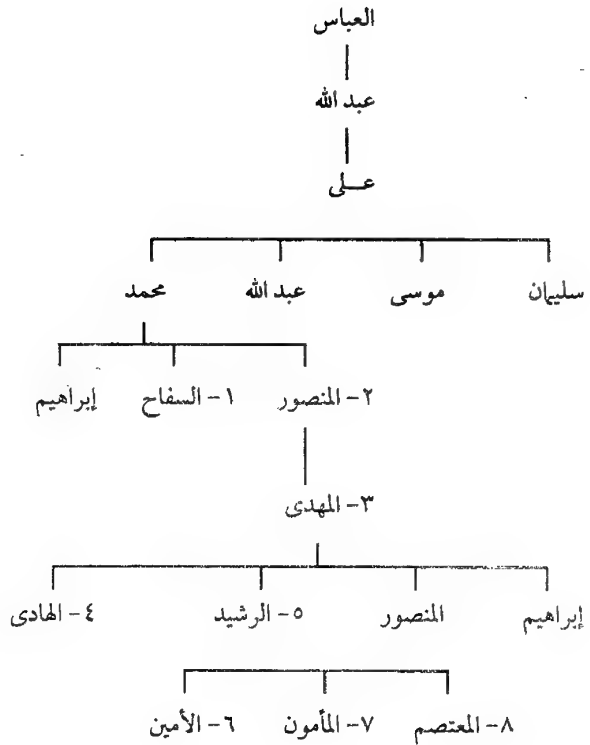 العباس
عبد الله
على
سليمان موسى عبد الله محمد
٢- المنصور ١- السفاح إبراهيم
٣- المهدى
إبراهيم المنصور ٥- الرشيد ٤- الهادى
٨- المعتصم ٧- المأمون ٦- الأمين